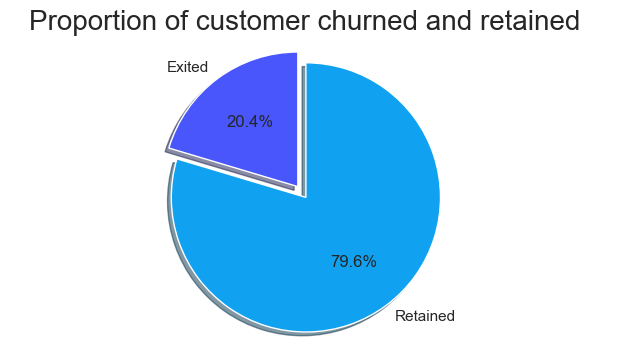 Proportion of customer churned and retained
Exited
20.4%
79.6%
Retained